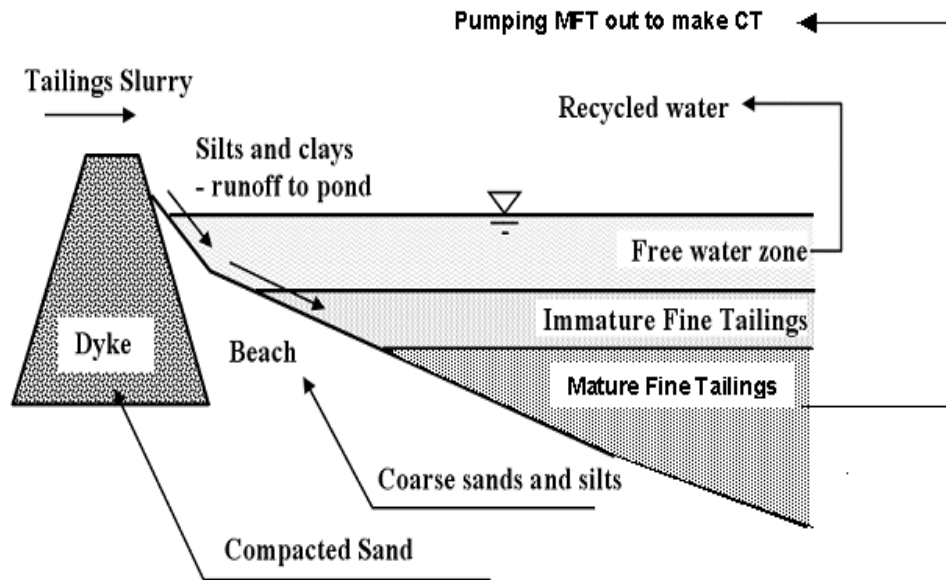 Pumping MFT out to make CT
Tailings Slurry
Recycled water
Silts and clays
- runoff to pond
Free water zone
Immature Fine Tailings
Dyke
Beach
Mature Fine Tailings
Coarse sands and silts
Compacted Sand